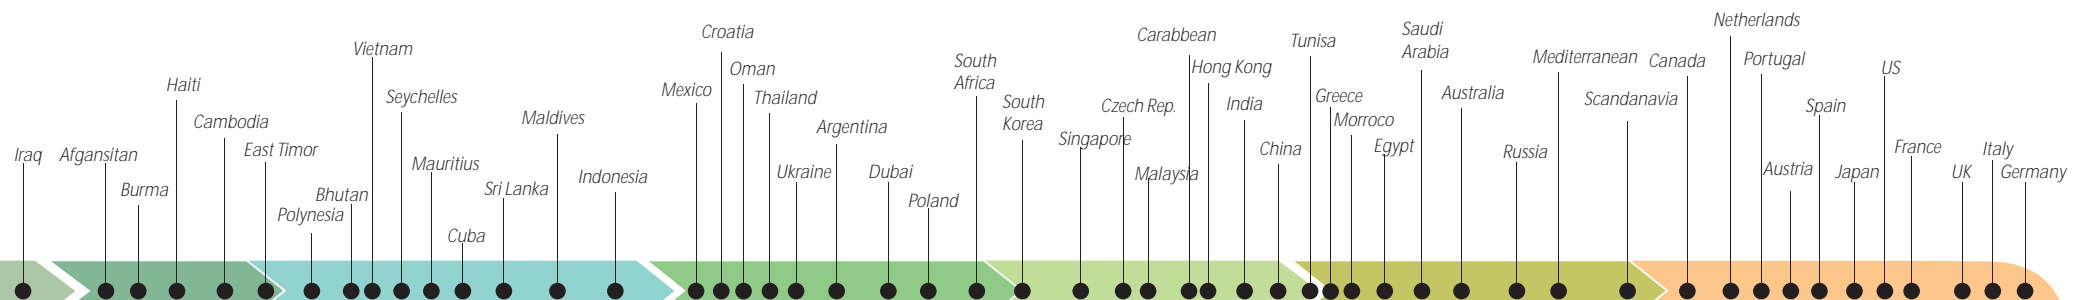 Iraq
Afgansitan
Burma
Haiti
Cambodia
East Timor
Polynesia
Bhutan
Vietnam
Seychelles
Mauritius
Cuba
Sri Lanka
Maldives
Indonesia
Mexico
Croatia
Oman
Thailand
Ukraine
Argentina
Dubai
Poland
South
Africa
South
Korea
Singapore
Czech Rep.
Malaysia
Carabbean
Hong Kong
India
China
Tunisa
Greece
Morroco
Egypt
Saudi
Arabia
Australia
Russia
Mediterranean
Scandanavia
Canada
Netherlands
Portugal
Austria
Spain
Japan
US
France
UK
Italy
Germany